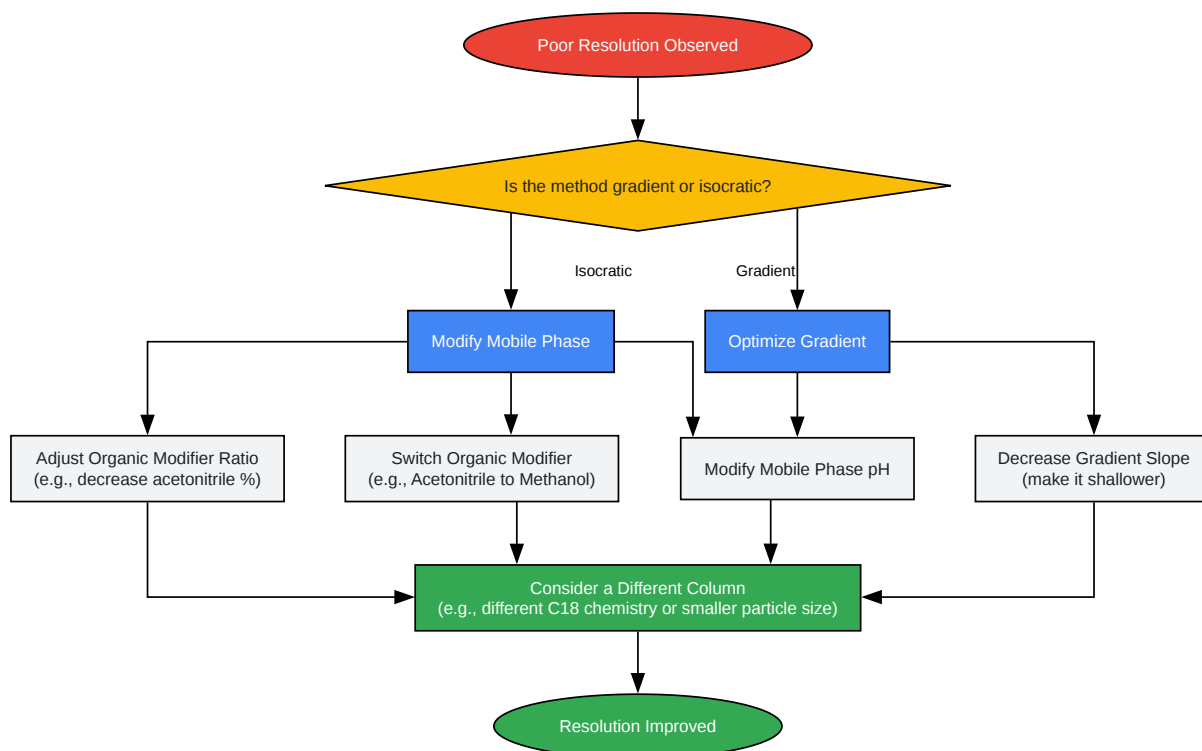 Poor Resolution Observed
Is the method gradient or isocratic?
Isocratic
Gradient
Modify Mobile Phase
Optimize Gradient
Adjust Organic Modifier Ratio
(e.g., decrease acetonitrile %)
Switch Organic Modifier
(e.g., Acetonitrile to Methanol)
Modify Mobile Phase pH
Decrease Gradient Slope
(make it shallower)
Consider a Different Column
(e.g., different C18 chemistry or smaller particle size)
Resolution Improved